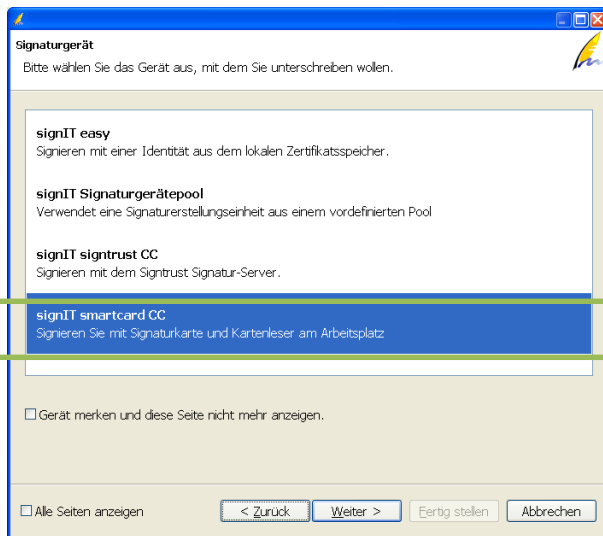 Signaturgerät
Bitte wählen Sie das Gerät aus, mit dem Sie unterschreiben wollen.
signIT easy
Signieren mit einer Identität aus dem lokalen Zertifikatsspeicher.
signIT Signaturgerätepool
Verwendet eine Signaturerstellungseinheit aus einem vordefinierten Pool
signIT signtrust CC
Signieren mit dem Signtrust Signatur-Server.
signIT smartcard CC
Signieren Sie mit Signaturkarte und Kartenleser am Arbeitsplatz
Gerät merken und diese Seite nicht mehr anzeigen.
Alle Seiten anzeigen < Zurück Weiter > Fertig stellen Abbrechen